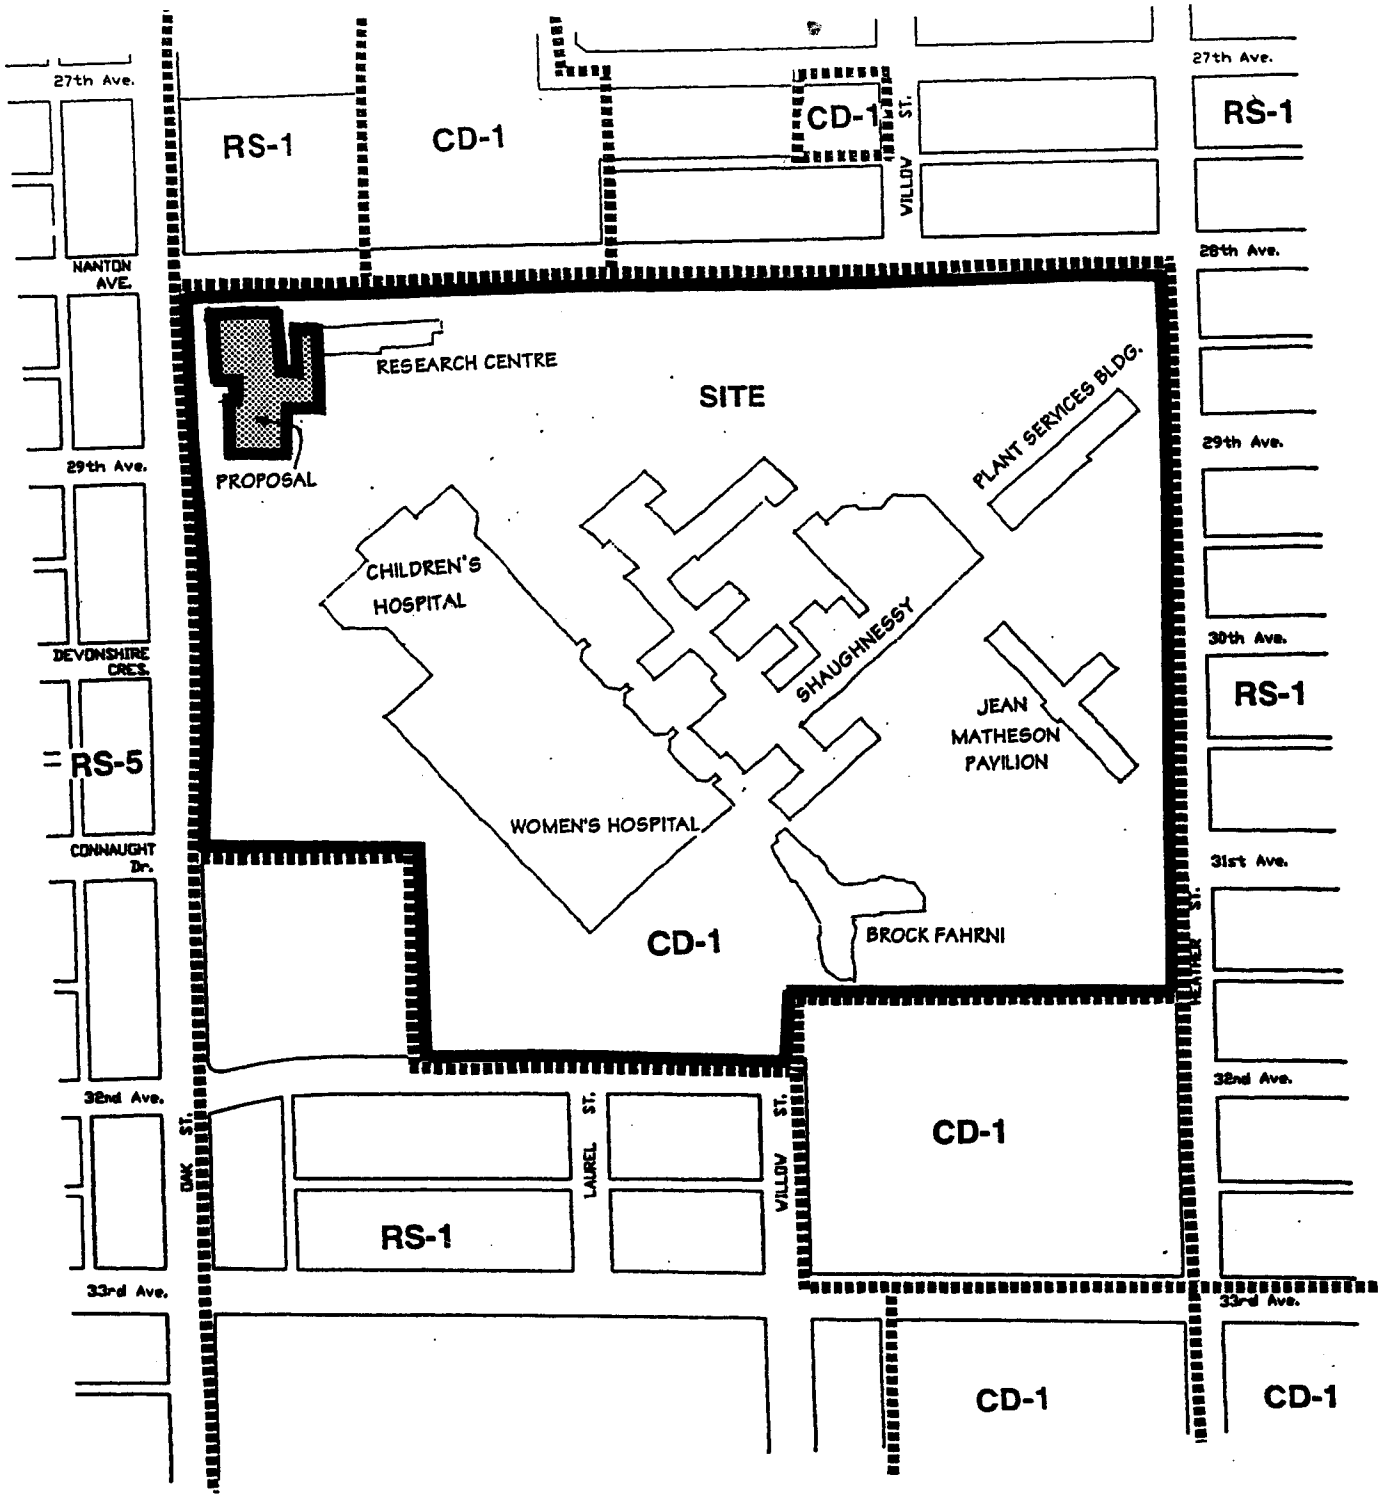 27th Ave.
27th Ave.
RS-1
CD-1
CD-1
WILLOW ST.
RS-1
NANTON
AVE.
28th Ave.
RESEARCH CENTRE
SITE
PLANT SERVICES BLDG.
29th Ave.
29th Ave.
PROPOSAL
CHILDREN'S
HOSPITAL
SHAUGHNESSY
30th Ave.
DEVONSHIRE
CRES.
RS-1
JEAN
MATHESON
PAVILION
RS-5
WOMEN'S HOSPITAL
CONNAUGHT
Dr.
31st Ave.
HEATHER ST.
CD-1
BROCK FAHRNI
32nd Ave.
32nd Ave.
OAK ST.
LAUREL ST.
WILLOW ST.
CD-1
RS-1
33rd Ave.
33rd Ave.
CD-1
CD-1